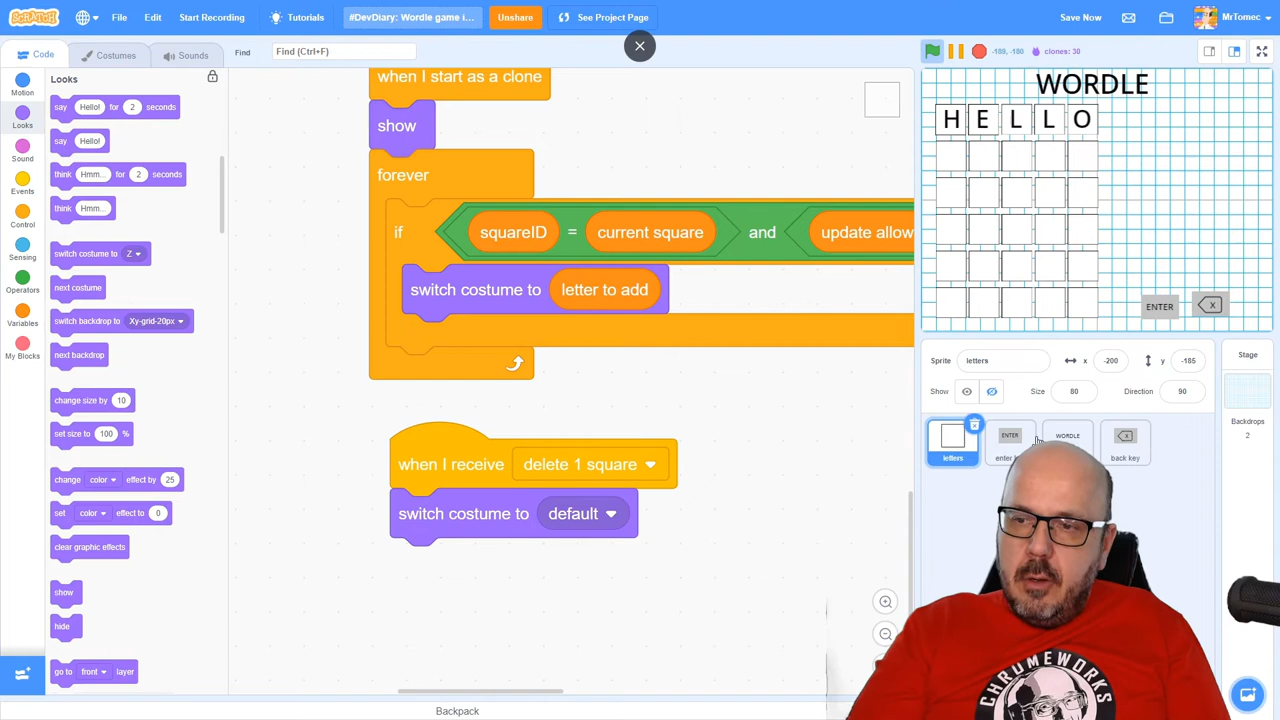 SCRATCH File Edit Start Recording Tutorials #DevDiary: Wordle game i... Unshare See Project Page Save Now MrTomec
Code Costumes Sounds Find Find (Ctrl+F) -189, -180 clones: 30
Motion
Looks
Sound
Events
Control
Sensing
Operators
Variables
My Blocks
Looks
say Hello! for 2 seconds
say Hello!
think Hmm... for 2 seconds
think Hmm...
switch costume to Z
next costume
switch backdrop to Xy-grid-20px
next backdrop
change size by 10
set size to 100 %
change color effect by 25
set color effect to 0
clear graphic effects
show
hide
go to front layer
when I start as a clone
show
forever
if squareID = current square and update allow
switch costume to letter to add
when I receive delete 1 square
switch costume to default
WORDLE
H E L L O
ENTER X
Sprite letters x -200 y -185
Show Size 80 Direction 90
Stage
Backdrops
2
letters
ENTER
enter
WORDLE
X
back key
CHROMEWORKS
Backpack